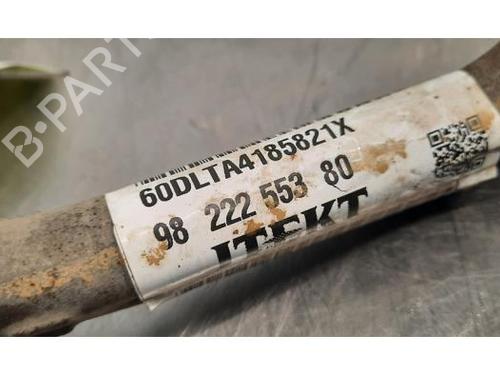 B-PARTS
60DLTA4185821X
98 222 553 80
JTEKT